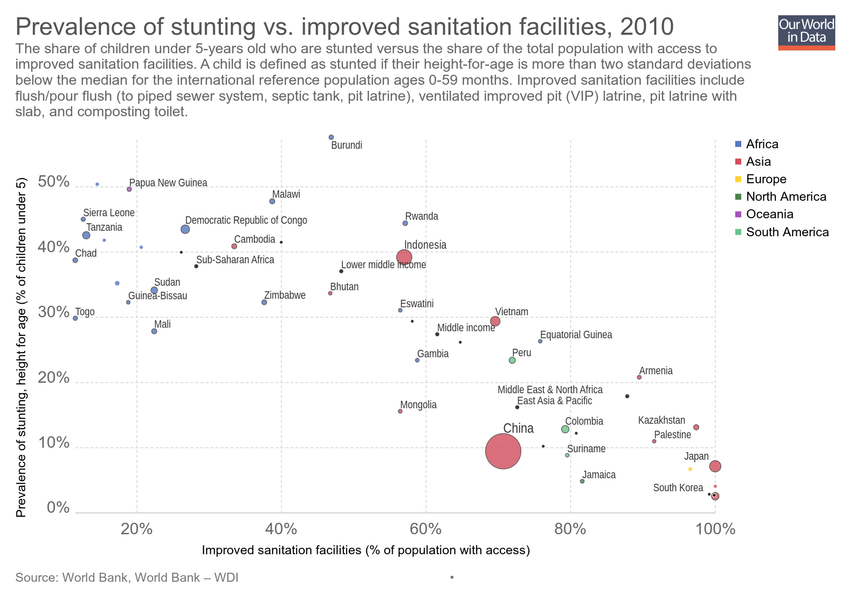 Prevalence of stunting vs. improved sanitation facilities, 2010
Our World
in Data
The share of children under 5-years old who are stunted versus the share of the total population with access to
improved sanitation facilities. A child is defined as stunted if their height-for-age is more than two standard deviations
below the median for the international reference population ages 0-59 months. Improved sanitation facilities include
flush/pour flush (to piped sewer system, septic tank, pit latrine), ventilated improved pit (VIP) latrine, pit latrine with
slab, and composting toilet.
Africa
Asia
Europe
North America
Oceania
South America
Prevalence of stunting, height for age (% of children under 5)
50%
40%
30%
20%
10%
0%
Burundi
Papua New Guinea
Malawi
Sierra Leone
Democratic Republic of Congo
Rwanda
Tanzania
Cambodia
Indonesia
Chad
Sub-Saharan Africa
Lower middle income
Sudan
Bhutan
Guinea-Bissau
Zimbabwe
Eswatini
Togo
Vietnam
Mali
Middle income
Equatorial Guinea
Gambia
Peru
Armenia
Middle East & North Africa
East Asia & Pacific
Mongolia
China
Colombia
Kazakhstan
Palestine
Suriname
Japan
Jamaica
South Korea
20%
40%
60%
80%
100%
Improved sanitation facilities (% of population with access)
Source: World Bank, World Bank – WDI